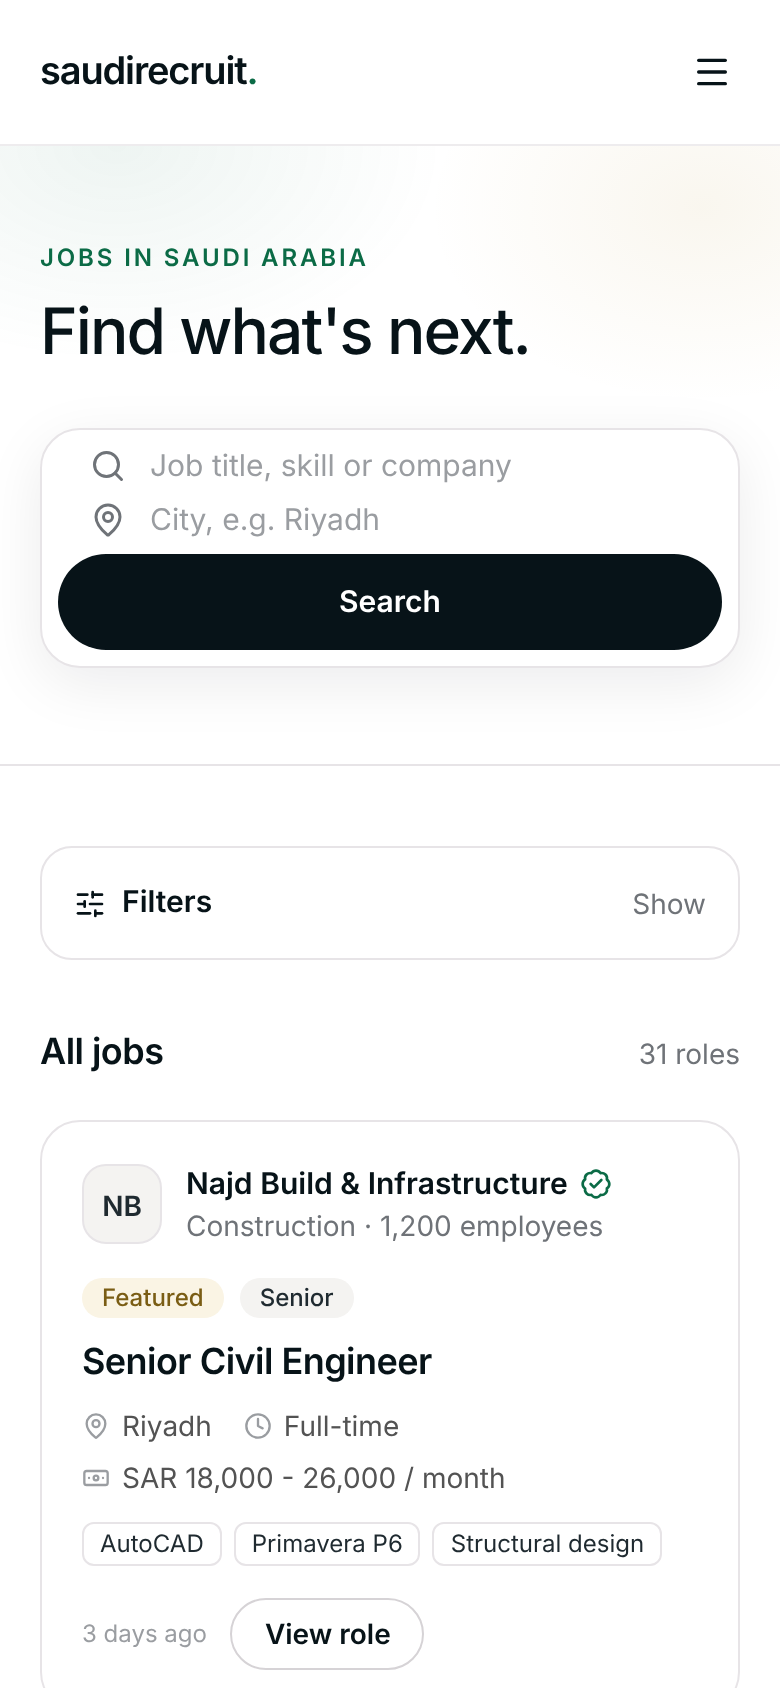 saudirecruit.
JOBS IN SAUDI ARABIA
Find what's next.
Job title, skill or company
City, e.g. Riyadh
Search
Filters
Show
All jobs
31 roles
NB
Najd Build & Infrastructure
Construction · 1,200 employees
Featured
Senior
Senior Civil Engineer
Riyadh
Full-time
SAR 18,000 - 26,000 / month
AutoCAD
Primavera P6
Structural design
3 days ago
View role